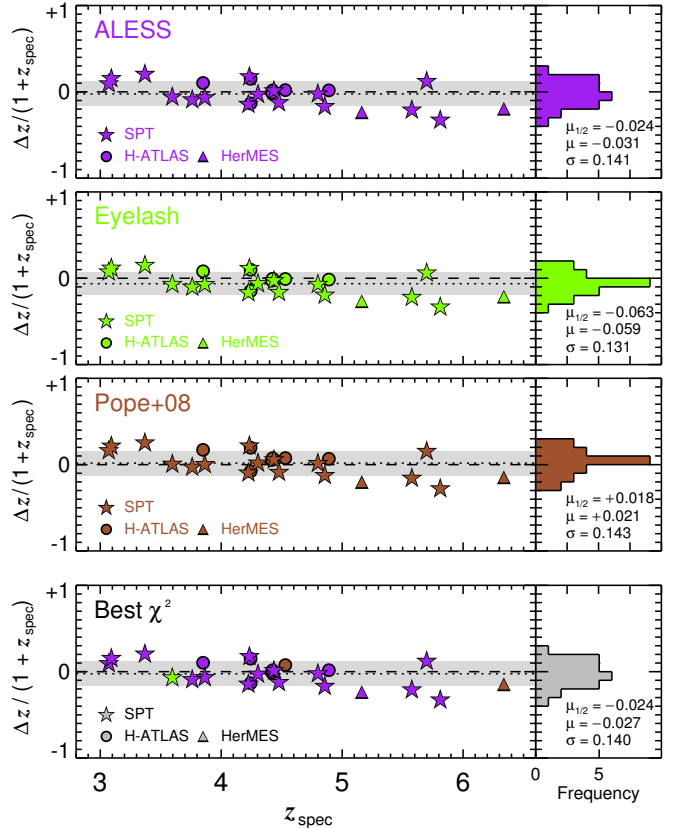 +1
ALESS
Δz/(1+z_spec)
0
SPT
H-ATLAS HerMES
-1
μ_1/2 = −0.024
μ = −0.031
σ = 0.141
+1
Eyelash
Δz/(1+z_spec)
0
SPT
H-ATLAS HerMES
-1
μ_1/2 = −0.063
μ = −0.059
σ = 0.131
+1
Pope+08
Δz/(1+z_spec)
0
SPT
H-ATLAS HerMES
-1
μ_1/2 = +0.018
μ = +0.021
σ = 0.143
+1
Best χ²
Δz/(1 + z_spec)
0
SPT
H-ATLAS HerMES
-1
μ_1/2 = −0.024
μ = −0.027
σ = 0.140
3 4 5 6
z_spec
0 5
Frequency